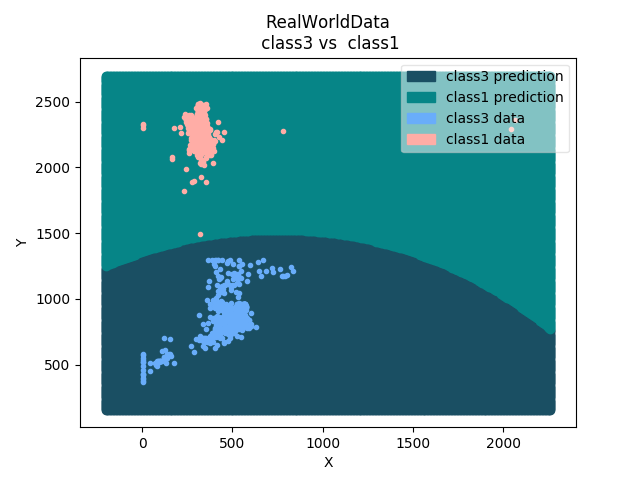 RealWorldData
class3 vs  class1
class3 prediction
class1 prediction
class3 data
class1 data
2500
2000
1500
1000
500
Y
0
500
1000
1500
2000
X